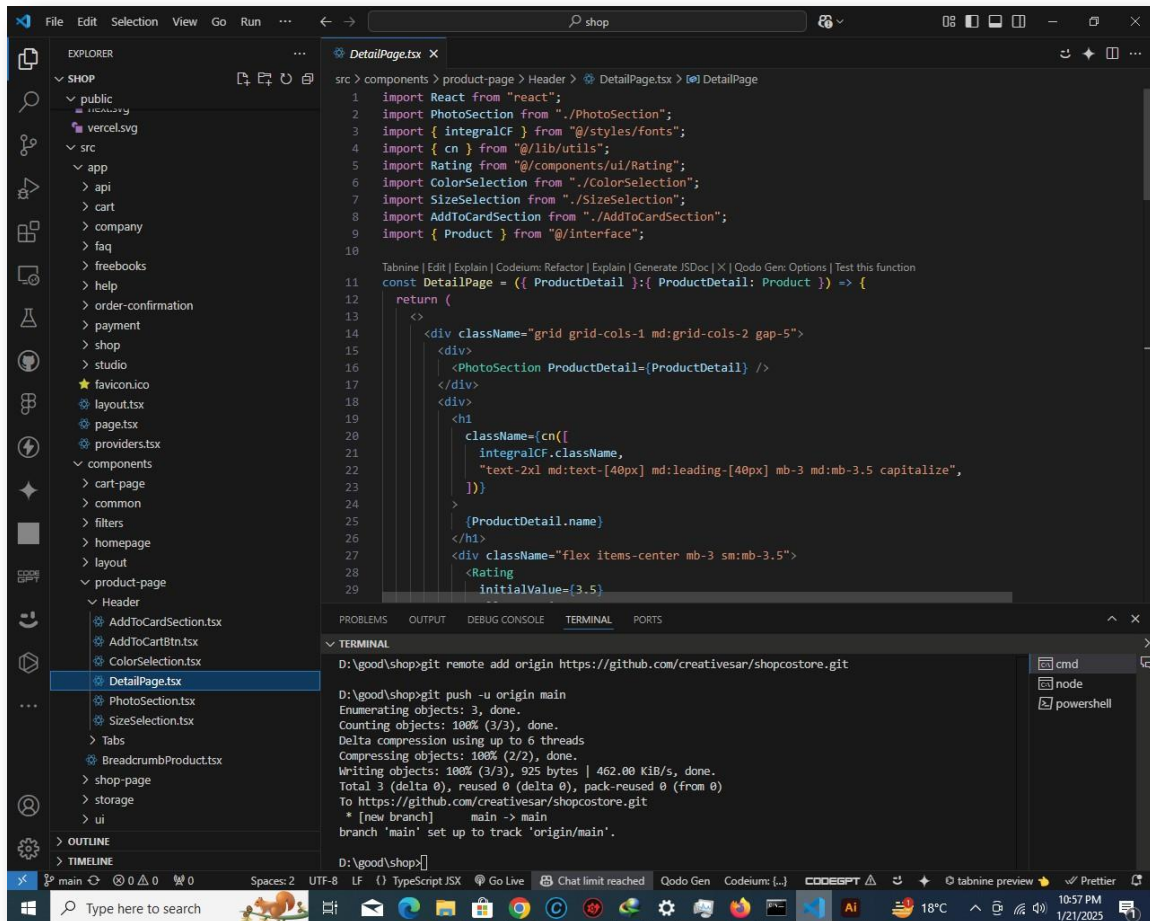 File Edit Selection View Go Run ··· shop
EXPLORER ···
SHOP
public
next.svg
vercel.svg
src
app
api
cart
company
faq
freebooks
help
order-confirmation
payment
shop
studio
favicon.ico
layout.tsx
page.tsx
providers.tsx
components
cart-page
common
filters
homepage
layout
product-page
Header
AddToCardSection.tsx
AddToCartBtn.tsx
ColorSelection.tsx
DetailPage.tsx
PhotoSection.tsx
SizeSelection.tsx
Tabs
BreadcrumbProduct.tsx
shop-page
storage
ui
OUTLINE
TIMELINE
CODE
GPT
DetailPage.tsx
src > components > product-page > Header > DetailPage.tsx > DetailPage
1 import React from "react";
2 import PhotoSection from "./PhotoSection";
3 import { integralCF } from "@/styles/fonts";
4 import { cn } from "@/lib/utils";
5 import Rating from "@/components/ui/Rating";
6 import ColorSelection from "./ColorSelection";
7 import SizeSelection from "./SizeSelection";
8 import AddToCardSection from "./AddToCardSection";
9 import { Product } from "@/interface";
10
Tabnine | Edit | Explain | Codeium: Refactor | Explain | Generate JSDoc | X | Qodo Gen: Options | Test this function
11 const DetailPage = ({ ProductDetail }:{ ProductDetail: Product }) => {
12 return (
13 <>
14 <div className="grid grid-cols-1 md:grid-cols-2 gap-5">
15 <div>
16 <PhotoSection ProductDetail={ProductDetail} />
17 </div>
18 <div>
19 <h1
20 className={cn([
21 integralCF.className,
22 "text-2xl md:text-[40px] md:leading-[40px] mb-3 md:mb-3.5 capitalize",
23 ])}
24 >
25 {ProductDetail.name}
26 </h1>
27 <div className="flex items-center mb-3 sm:mb-3.5">
28 <Rating
29 initialValue={3.5}
PROBLEMS OUTPUT DEBUG CONSOLE TERMINAL PORTS
TERMINAL
D:\good\shop>git remote add origin https://github.com/creativesar/shopcostore.git
D:\good\shop>git push -u origin main
Enumerating objects: 3, done.
Counting objects: 100% (3/3), done.
Delta compression using up to 6 threads
Compressing objects: 100% (2/2), done.
Writing objects: 100% (3/3), 925 bytes | 462.00 KiB/s, done.
Total 3 (delta 0), reused 0 (delta 0), pack-reused 0 (from 0)
To https://github.com/creativesar/shopcostore.git
* [new branch] main -> main
branch 'main' set up to track 'origin/main'.
D:\good\shop>
cmd
node
powershell
main 0 0 0 Spaces: 2 UTF-8 LF {} TypeScript JSX Go Live Chat limit reached Qodo Gen Codeium: {...} CODEGPT tabnine preview Prettier
Type here to search Ai 18°C 10:57 PM
1/21/2025